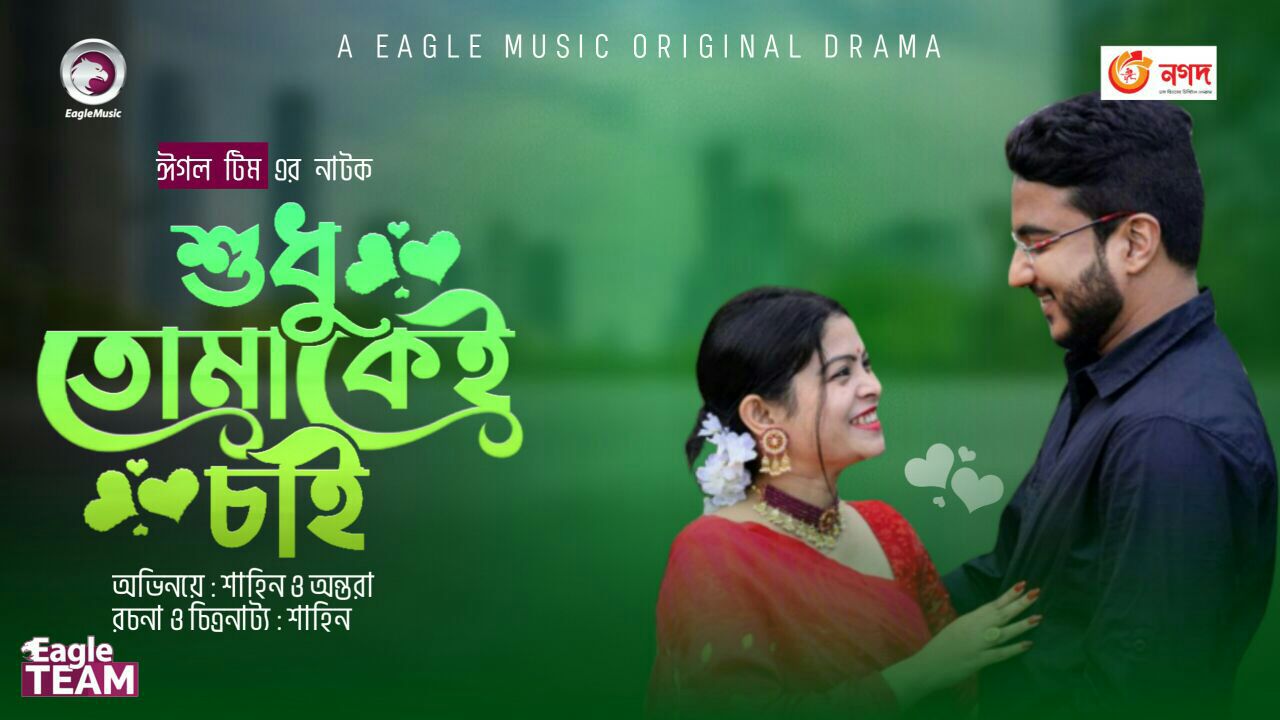 A EAGLE MUSIC ORIGINAL DRAMA
EagleMusic
নগদ
ঈগল টিম এর নাটক
শুধু
তোমাকেই
চাই
অভিনয়ে : শাহিন ও অন্তরা
রচনা ও চিত্রনাট্য : শাহিন
Eagle
TEAM